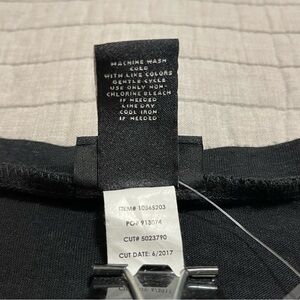 MACHINE WASH
COLD
WITH LIKE COLORS
GENTLE CYCLE
USE ONLY NON-
CHLORINE BLEACH
IF NEEDED
LINE DRY
COOL IRON
IF NEEDED
ITEM# 10365203
PO# 913074
CUT# 5023790
CUT DATE: 6/2017